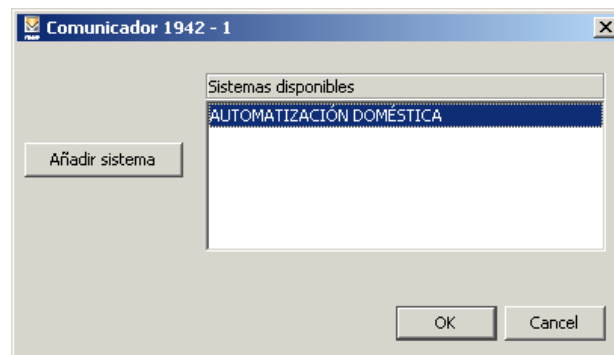 Comunicador 1942 - 1
Sistemas disponibles
AUTOMATIZACIÓN DOMÉSTICA
Añadir sistema
OK
Cancel